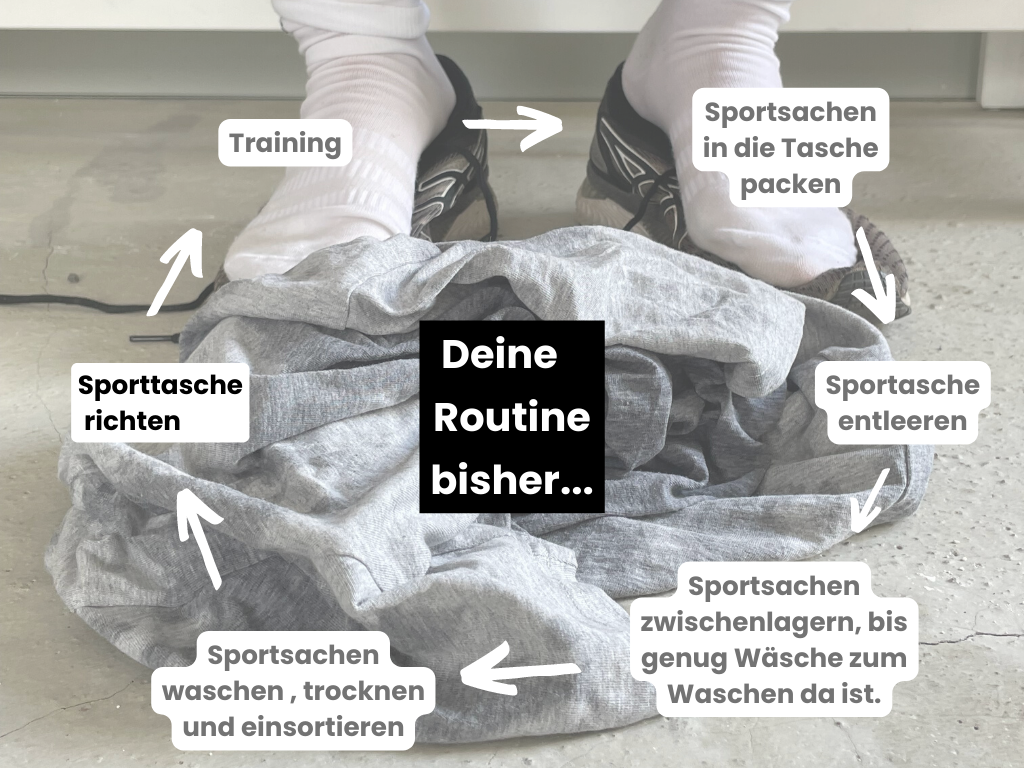 Training
Sportsachen
in die Tasche
packen
Sporttasche
richten
Deine
Routine
bisher...
Sportasche
entleeren
Sportsachen
zwischenlagern, bis
genug Wäsche zum
Waschen da ist.
Sportsachen
waschen , trocknen
und einsortieren